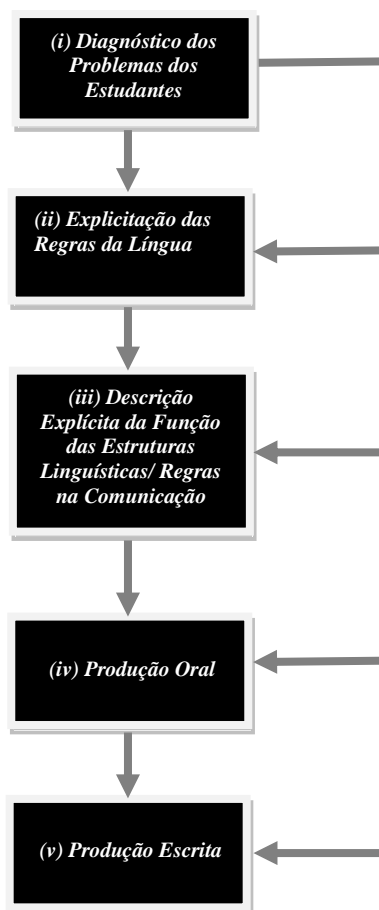 (i) Diagnóstico dos
Problemas dos
Estudantes
(ii) Explicitação das
Regras da Língua
(iii) Descrição
Explícita da Função
das Estruturas
Linguísticas/ Regras
na Comunicação
(iv) Produção Oral
(v) Produção Escrita